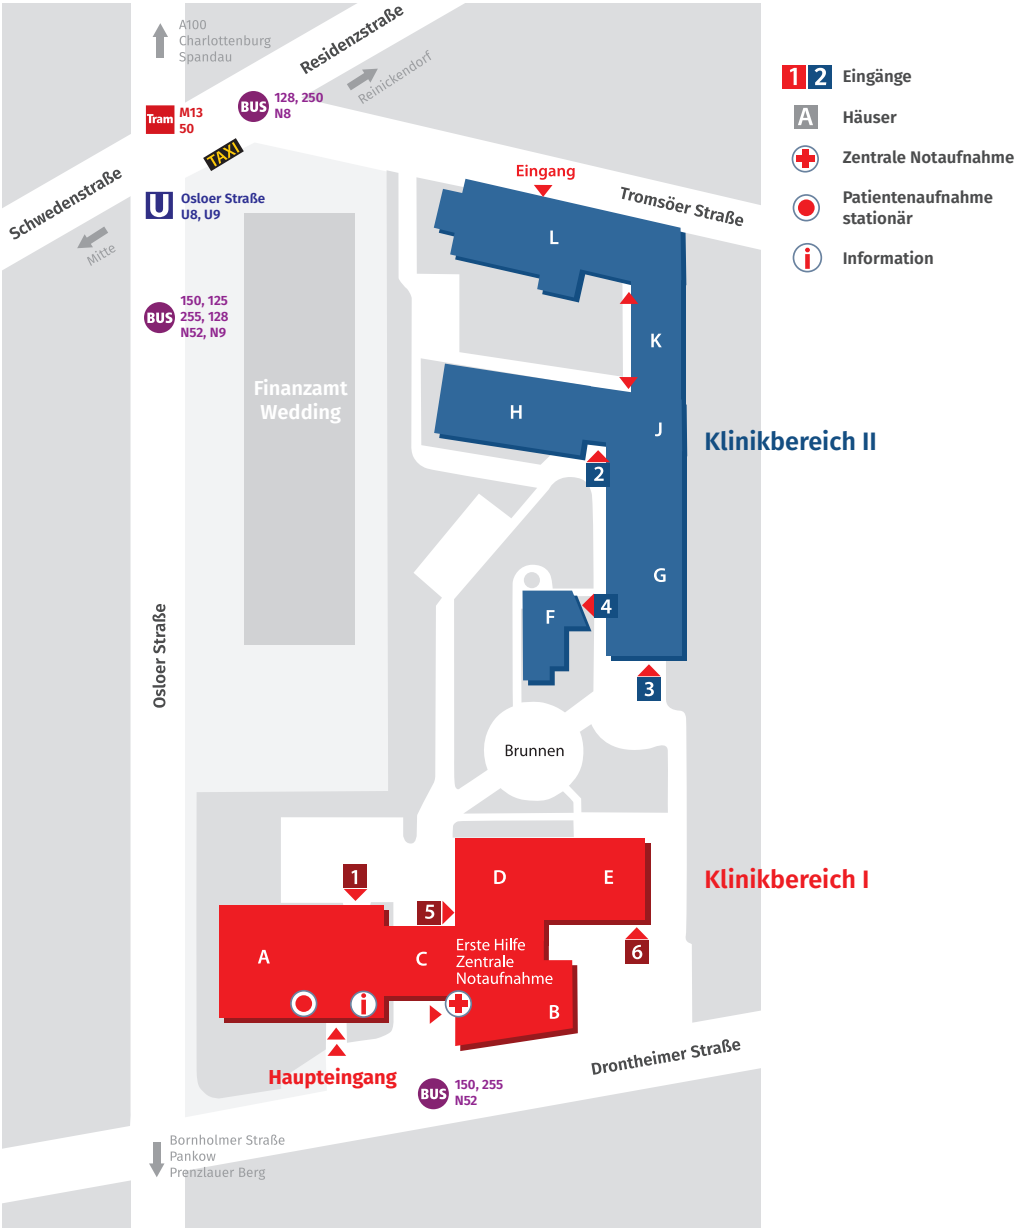 A100
Charlottenburg
Spandau
Residenzstraße
Reinickendorf
BUS
128, 250
N8
Tram
M13
50
TAXI
Schwedenstraße
Mitte
U
Osloer Straße
U8, U9
BUS
150, 125
255, 128
N52, N9
Finanzamt
Wedding
Osloer Straße
Eingang
Tromsöer Straße
L
K
H
J
2
G
F
4
3
Klinikbereich II
Brunnen
1
5
D
E
Klinikbereich I
6
A
C
Erste Hilfe
Zentrale
Notaufnahme
B
i
Haupteingang
Drontheimer Straße
BUS
150, 255
N52
Bornholmer Straße
Pankow
Prenzlauer Berg
1 2 Eingänge
A Häuser
Zentrale Notaufnahme
Patientenaufnahme
stationär
i Information